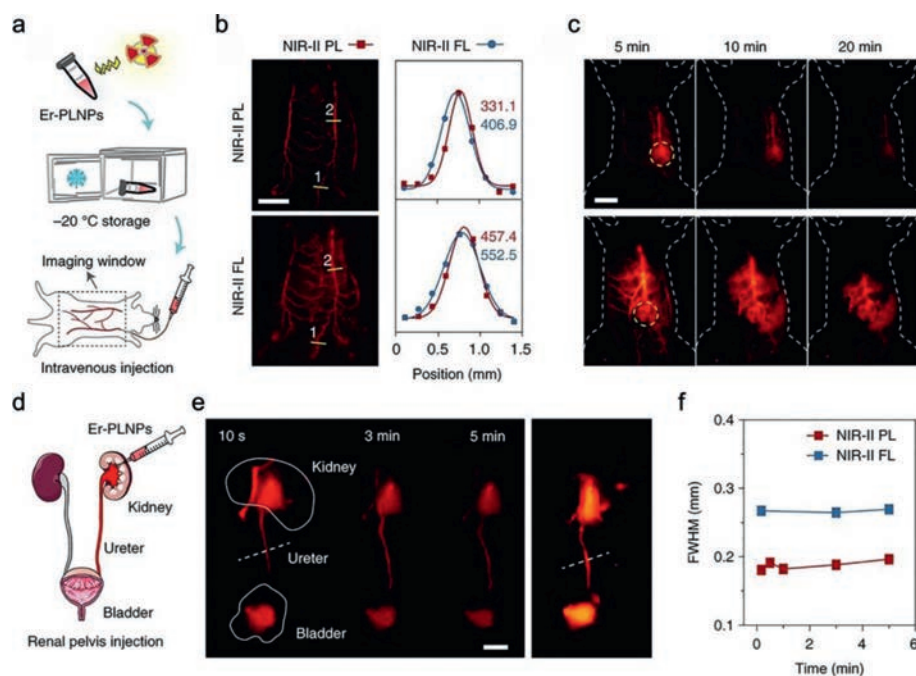 a
Er-PLNPs
–20 °C storage
Imaging window
Intravenous injection
b
NIR-II PL
NIR-II FL
NIR-II PL
2
1
331.1
406.9
NIR-II FL
2
1
457.4
552.5
0
0.5
1.0
1.5
Position (mm)
c
5 min
10 min
20 min
d
Er-PLNPs
Kidney
Ureter
Bladder
Renal pelvis injection
e
10 s
3 min
5 min
Kidney
Ureter
Bladder
f
NIR-II PL
NIR-II FL
0.4
0.3
0.2
0.1
FWHM (mm)
0
2
4
6
Time (min)